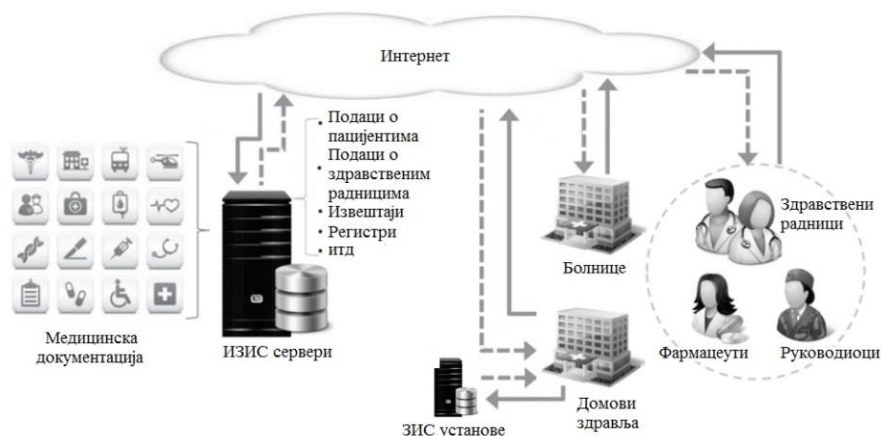 Интернет
Подаци о
пацијентима
Подаци о
здравственим
радницима
Извештаји
Регистри
итд
Медицинска
документација
ИЗИС сервери
Болнице
Здравствени
радници
Фармацеути
Руководиоци
Домови
здравља
ЗИС установе